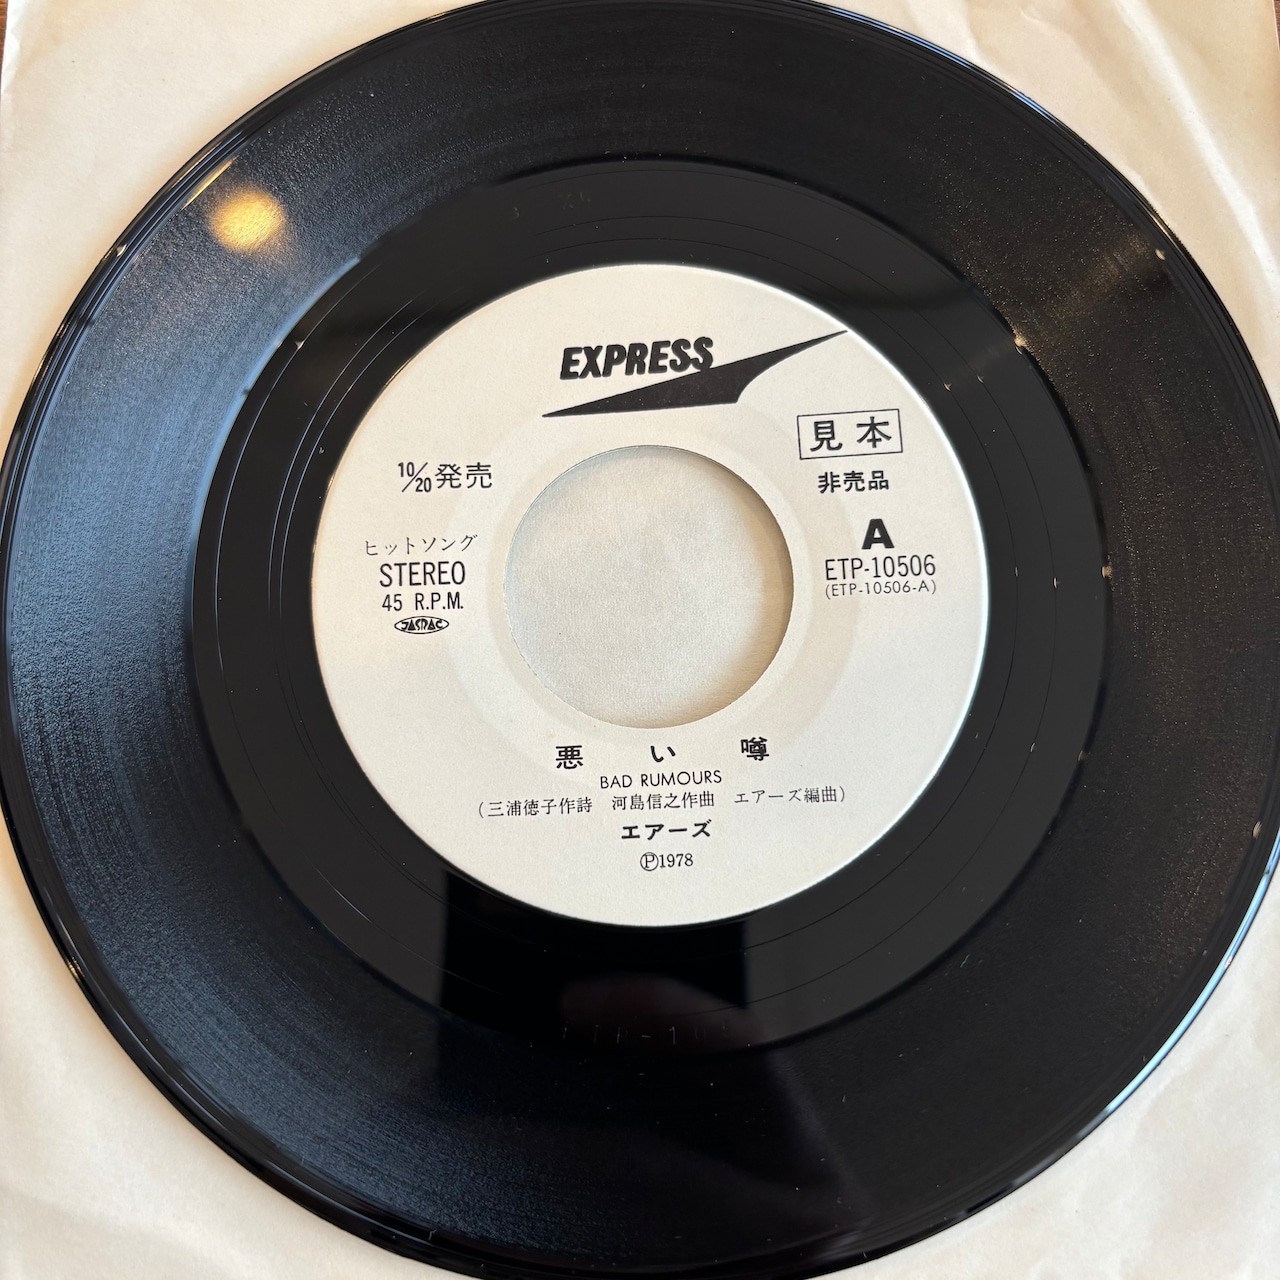 EXPRESS
見本
非売品
10/20発売
A
ヒットソング
STEREO
45 R.P.M.
JASRAC
ETP-10506
(ETP-10506-A)
悪い噂
BAD RUMOURS
(三浦徳子作詩 河島信之作曲 エアーズ編曲)
エアーズ
Ⓟ1978